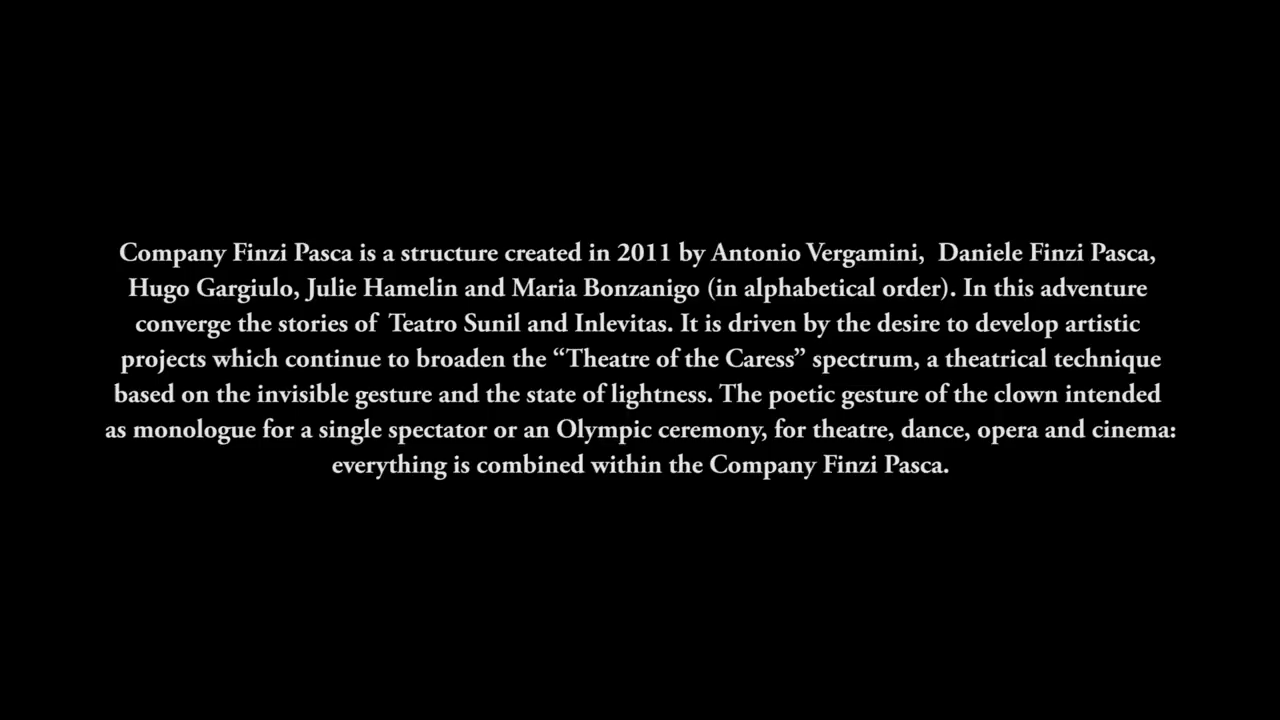 Company Finzi Pasca is a structure created in 2011 by Antonio Vergamini,  Daniele Finzi Pasca,
Hugo Gargiulo, Julie Hamelin and Maria Bonzanigo (in alphabetical order). In this adventure
converge the stories of  Teatro Sunil and Inlevitas. It is driven by the desire to develop artistic
projects which continue to broaden the “Theatre of the Caress” spectrum, a theatrical technique
based on the invisible gesture and the state of lightness. The poetic gesture of the clown intended
as monologue for a single spectator or an Olympic ceremony, for theatre, dance, opera and cinema:
everything is combined within the Company Finzi Pasca.